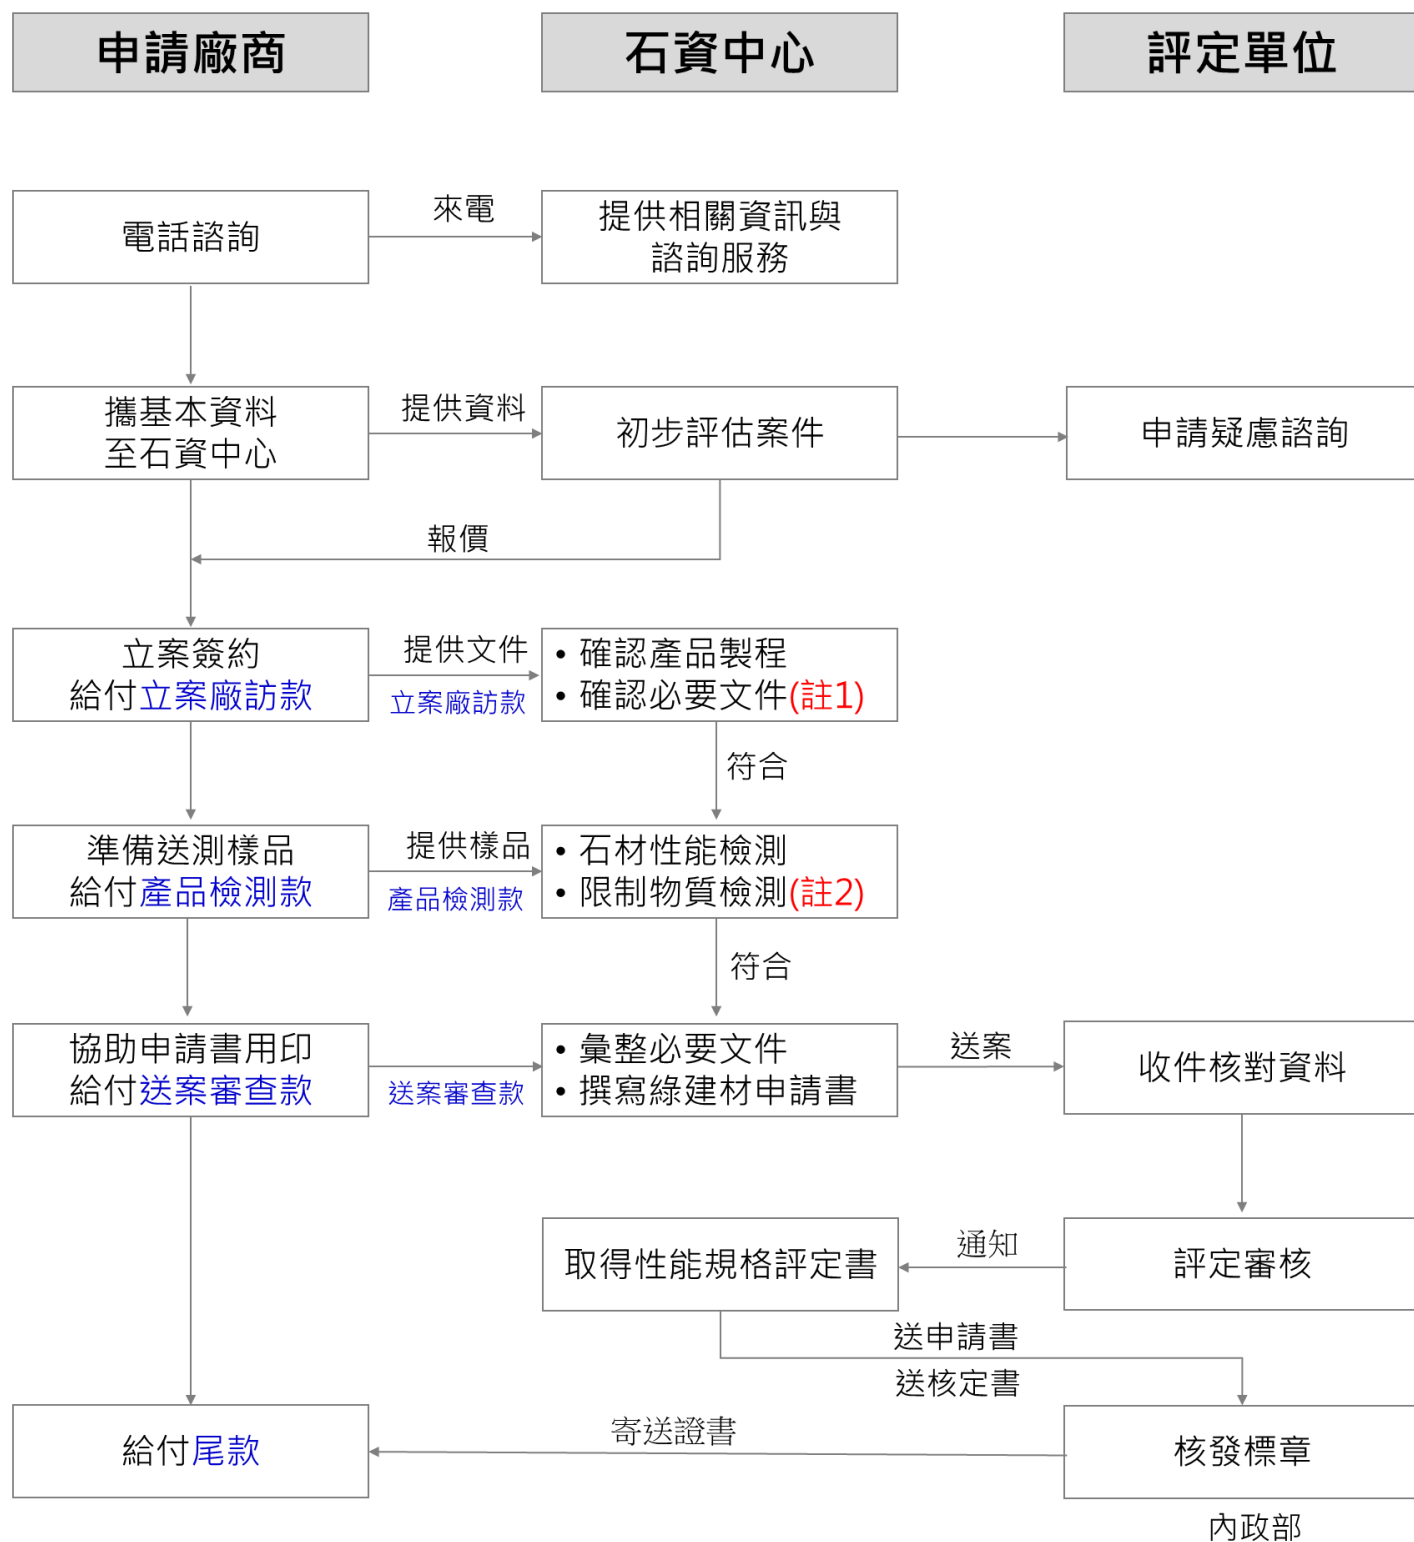 申請廠商
石資中心
評定單位
電話諮詢
來電
提供相關資訊與
諮詢服務
攜基本資料
至石資中心
提供資料
初步評估案件
申請疑慮諮詢
報價
立案簽約
給付立案廠訪款
提供文件
立案廠訪款
• 確認產品製程
• 確認必要文件(註1)
符合
準備送測樣品
給付產品檢測款
提供樣品
產品檢測款
• 石材性能檢測
• 限制物質檢測(註2)
符合
協助申請書用印
給付送案審查款
送案審查款
• 彙整必要文件
• 撰寫綠建材申請書
送案
收件核對資料
取得性能規格評定書
通知
評定審核
送申請書
送核定書
給付尾款
寄送證書
核發標章
內政部